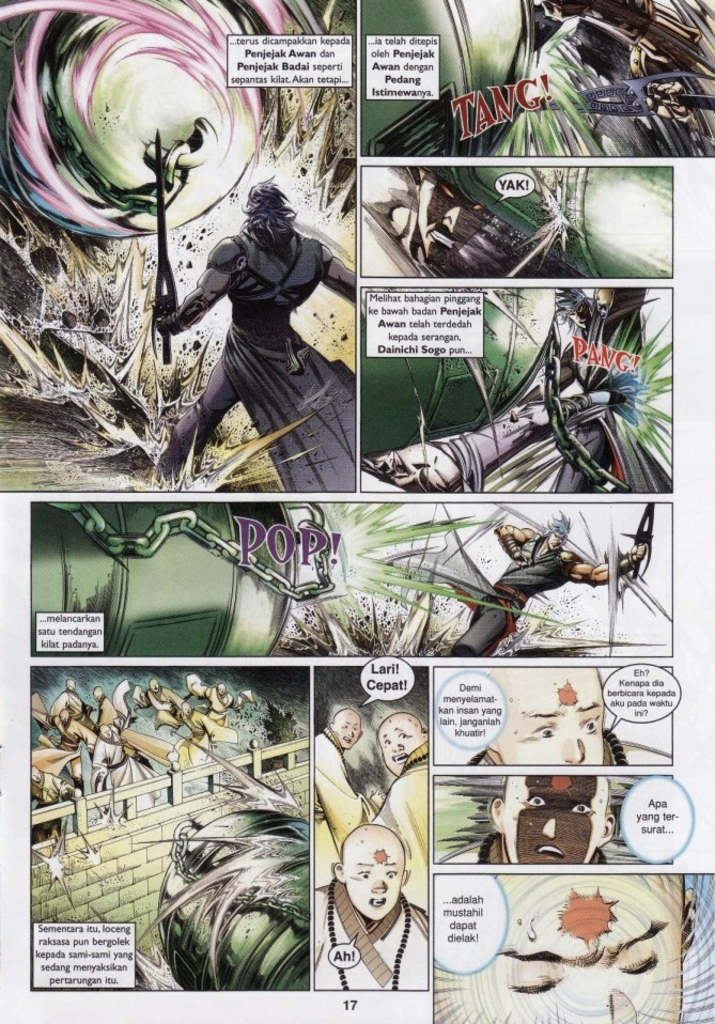 ...terus dicampakkan kepada
Penjejak Awan dan
Penjejak Badai seperti
sepantas kilat. Akan tetapi...
...ia telah ditepis
oleh Penjejak
Awan dengan
Pedang
Istimewanya.
TANG!
YAK!
Melihat bahagian pinggang
ke bawah badan Penjejak
Awan telah terdedah
kepada serangan,
Dainichi Sogo pun...
PANG!
POP!
...melancarkan
satu tendangan
kilat padanya.
Sementara itu, loceng
raksasa pun bergolek
kepada sami-sami yang
sedang menyaksikan
pertarungan itu.
Lari!
Cepat!
Ah!
Demi
menyelamat-
kan insan yang
lain, janganlah
khuatir!
Eh?
Kenapa dia
berbicara kepada
aku pada waktu
ini?
Apa
yang ter-
surat...
...adalah
mustahil
dapat
dielak!
17